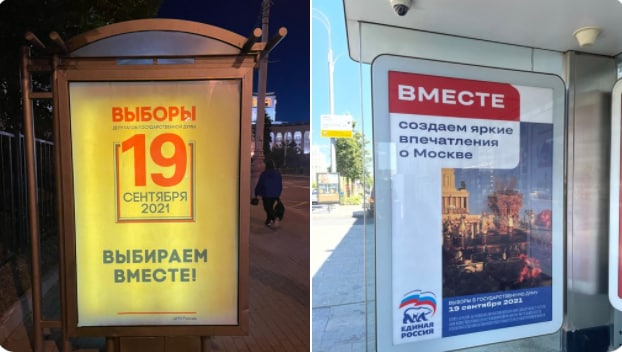 ВЫБОРЫ
ДЕПУТАТОВ ГОСУДАРСТВЕННОЙ ДУМЫ
19
СЕНТЯБРЯ
2021
ВЫБИРАЕМ
ВМЕСТЕ!
ВМЕСТЕ
создаем яркие
впечатления
о Москве
ВЫБОРЫ В ГОСУДАРСТВЕННУЮ ДУМУ
19 сентября 2021
ЕДИНАЯ
РОССИЯ